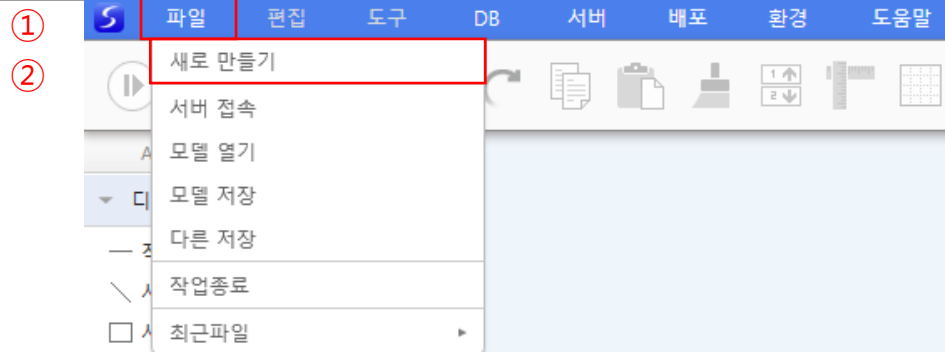 ① 파일 편집 도구 DB 서버 배포 환경 도움말
② 새로 만들기
서버 접속
모델 열기
모델 저장
다른 저장
작업종료
최근파일